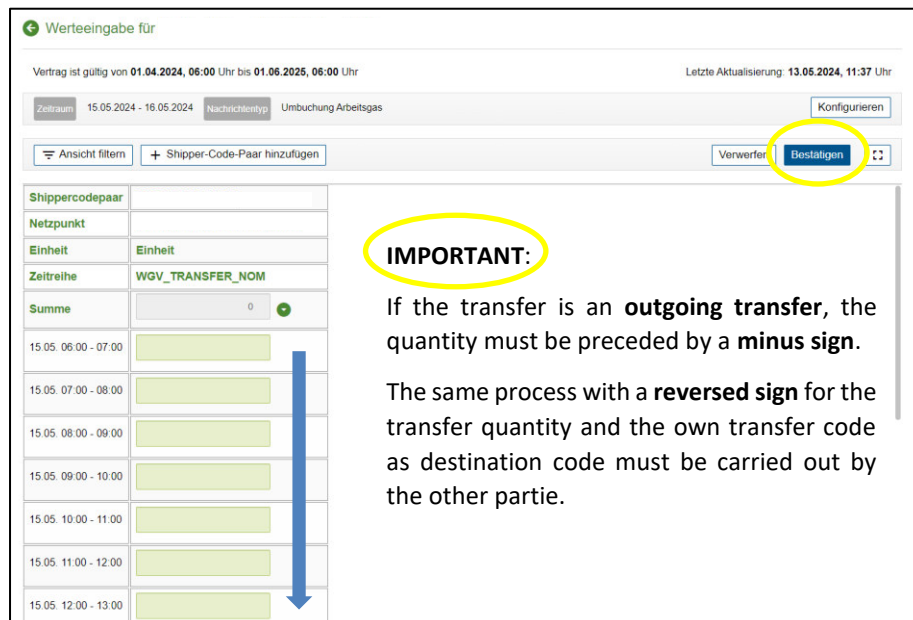 Werteeingabe für
Vertrag ist gültig von 01.04.2024, 06:00 Uhr bis 01.06.2025, 06:00 Uhr
Letzte Aktualisierung: 13.05.2024, 11:37 Uhr
Zeitraum 15.05.2024 - 16.05.2024 Nachrichtentyp Umbuchung Arbeitsgas
Konfigurieren
Ansicht filtern + Shipper-Code-Paar hinzufügen
Verwerfen Bestätigen
Shippercodepaar
Netzpunkt
Einheit Einheit
Zeitreihe WGV_TRANSFER_NOM
Summe 0
15.05. 06:00 - 07:00
15.05. 07:00 - 08:00
15.05. 08:00 - 09:00
15.05. 09:00 - 10:00
15.05. 10:00 - 11:00
15.05. 11:00 - 12:00
15.05. 12:00 - 13:00
IMPORTANT:
If the transfer is an outgoing transfer, the
quantity must be preceded by a minus sign.
The same process with a reversed sign for the
transfer quantity and the own transfer code
as destination code must be carried out by
the other partie.